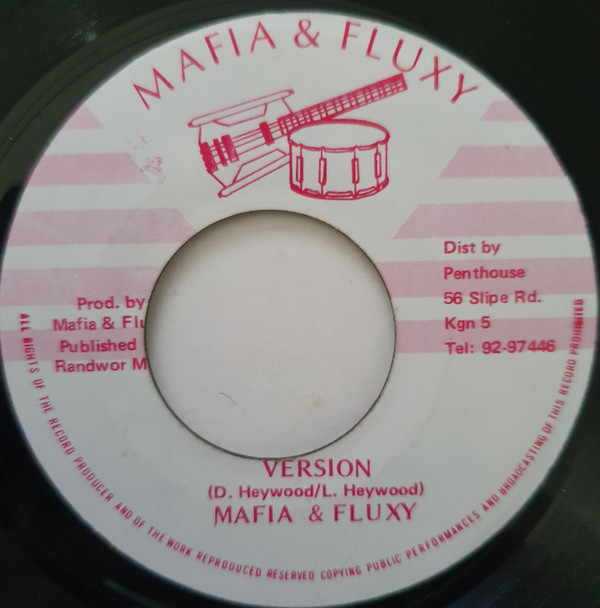 MAFIA & FLUXY
Dist by
Penthouse
56 Slipe Rd.
Kgn 5
Tel: 92-97446
Prod. by
Mafia & Flu
Published
Randwor M
VERSION
(D. Heywood/L. Heywood)
MAFIA & FLUXY
ALL RIGHTS OF THE RECORD PRODUCER AND OF THE WORK REPRODUCED RESERVED COPYING PUBLIC PERFORMANCES AND BROADCASTING OF THIS RECORD PROHIBITED